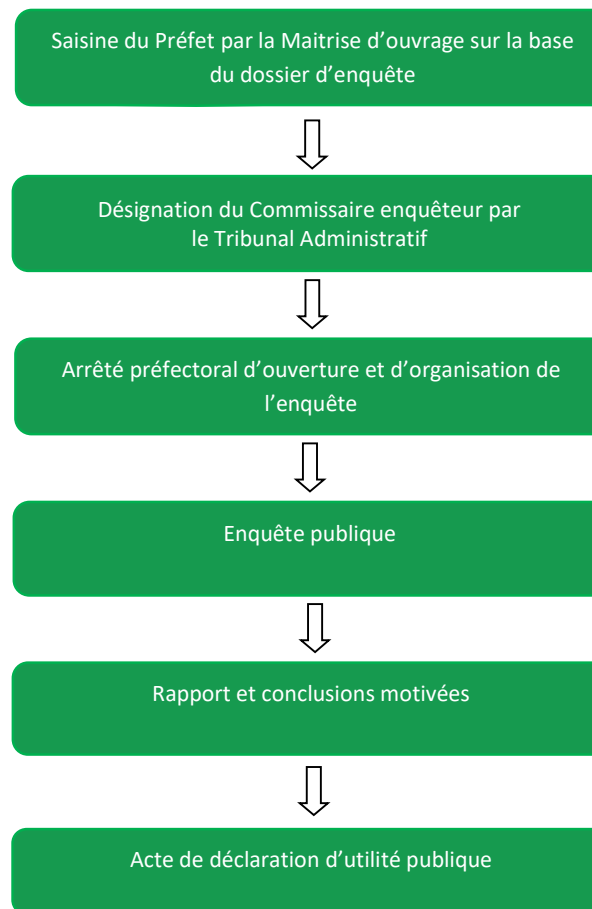 Saisine du Préfet par la Maitrise d’ouvrage sur la base
du dossier d’enquête
Désignation du Commissaire enquêteur par
le Tribunal Administratif
Arrêté préfectoral d’ouverture et d’organisation de
l’enquête
Enquête publique
Rapport et conclusions motivées
Acte de déclaration d’utilité publique